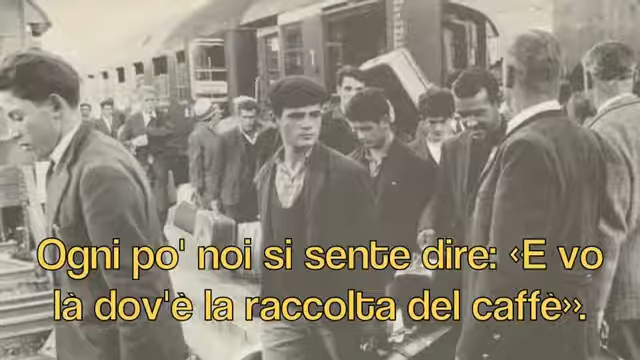 Ogni po' noi si sente dire: ‹E vo
là dov'è la raccolta del caffè››.